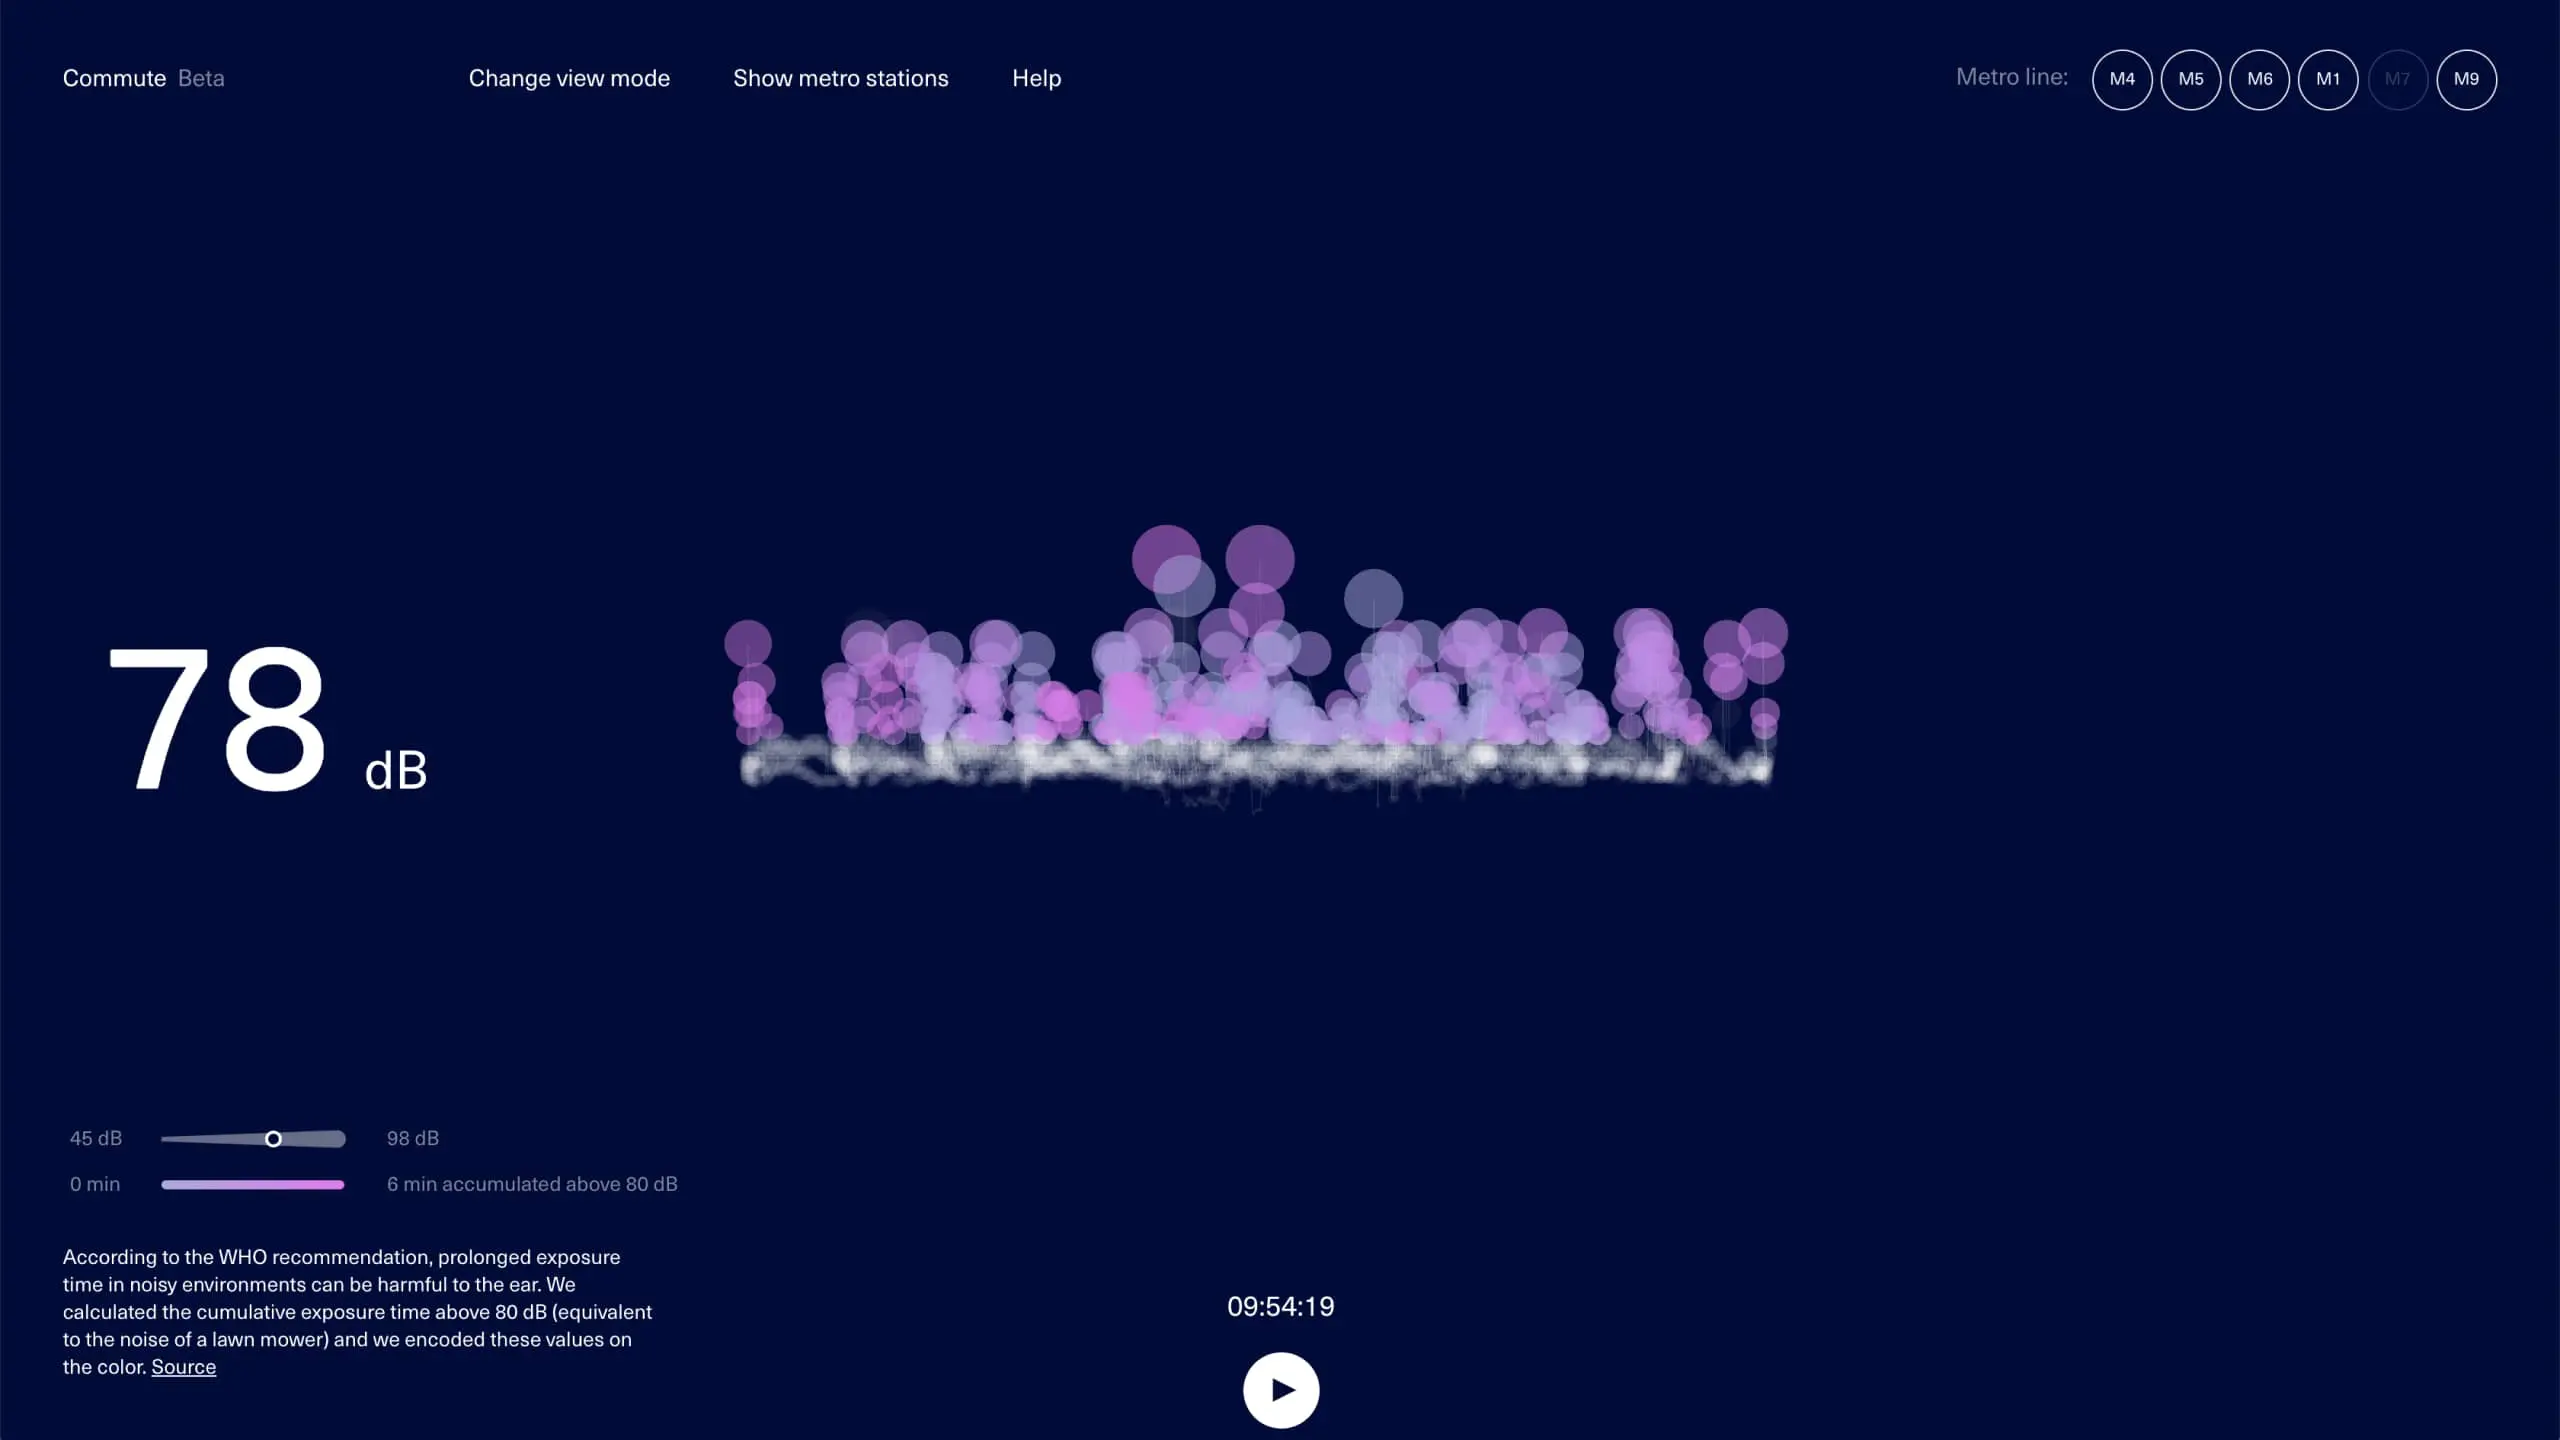 Commute Beta
Change view mode
Show metro stations
Help
Metro line:
M4
M5
M6
M1
M7
M9
78 dB
45 dB
98 dB
0 min
6 min accumulated above 80 dB
According to the WHO recommendation, prolonged exposure
time in noisy environments can be harmful to the ear. We
calculated the cumulative exposure time above 80 dB (equivalent
to the noise of a lawn mower) and we encoded these values on
the color. Source
09:54:19